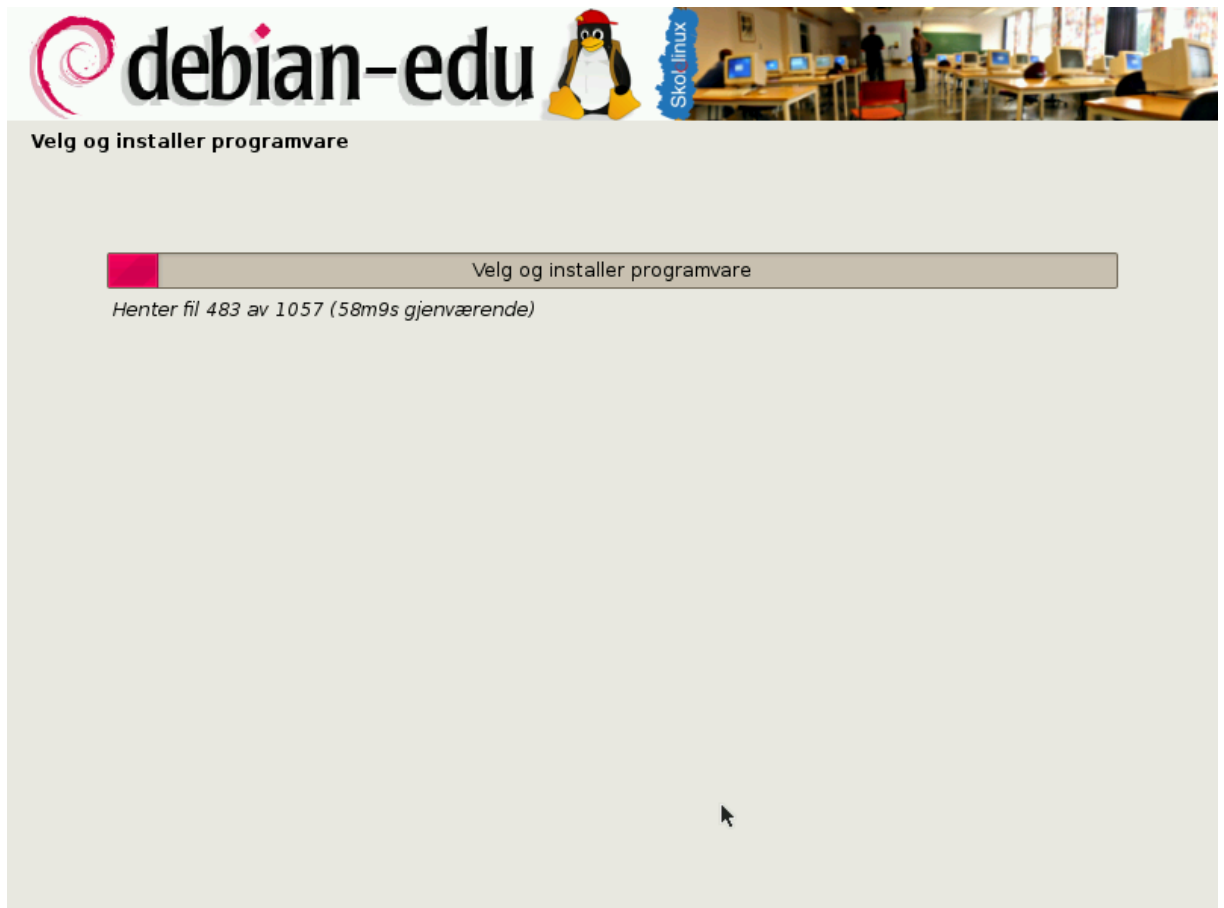 debian-edu
Skolelinux
Velg og installer programvare
Velg og installer programvare
Henter fil 483 av 1057 (58m9s gjenværende)